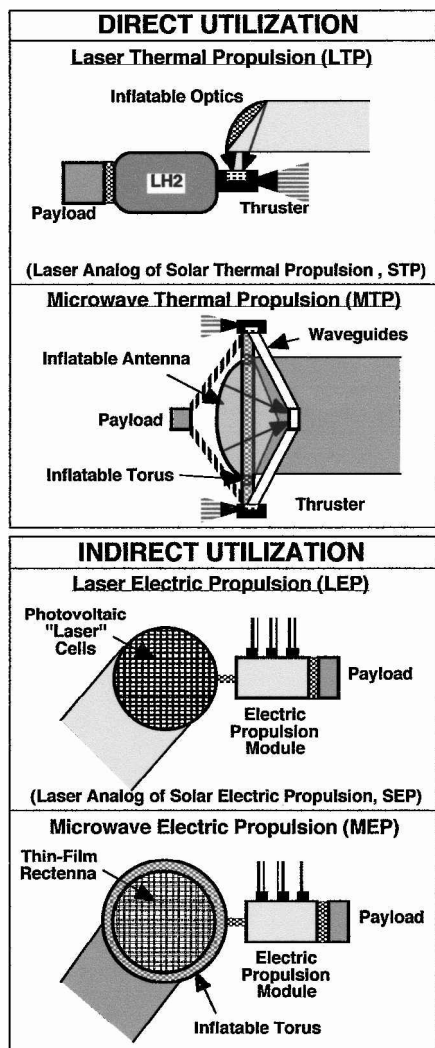 DIRECT UTILIZATION
Laser Thermal Propulsion (LTP)
Inflatable Optics
LH2
Payload
Thruster
(Laser Analog of Solar Thermal Propulsion , STP)
Microwave Thermal Propulsion (MTP)
Waveguides
Inflatable Antenna
Payload
Inflatable Torus
Thruster
INDIRECT UTILIZATION
Laser Electric Propulsion (LEP)
Photovoltaic
"Laser"
Cells
Payload
Electric
Propulsion
Module
(Laser Analog of Solar Electric Propulsion, SEP)
Microwave Electric Propulsion (MEP)
Thin-Film
Rectenna
Payload
Electric
Propulsion
Module
Inflatable Torus